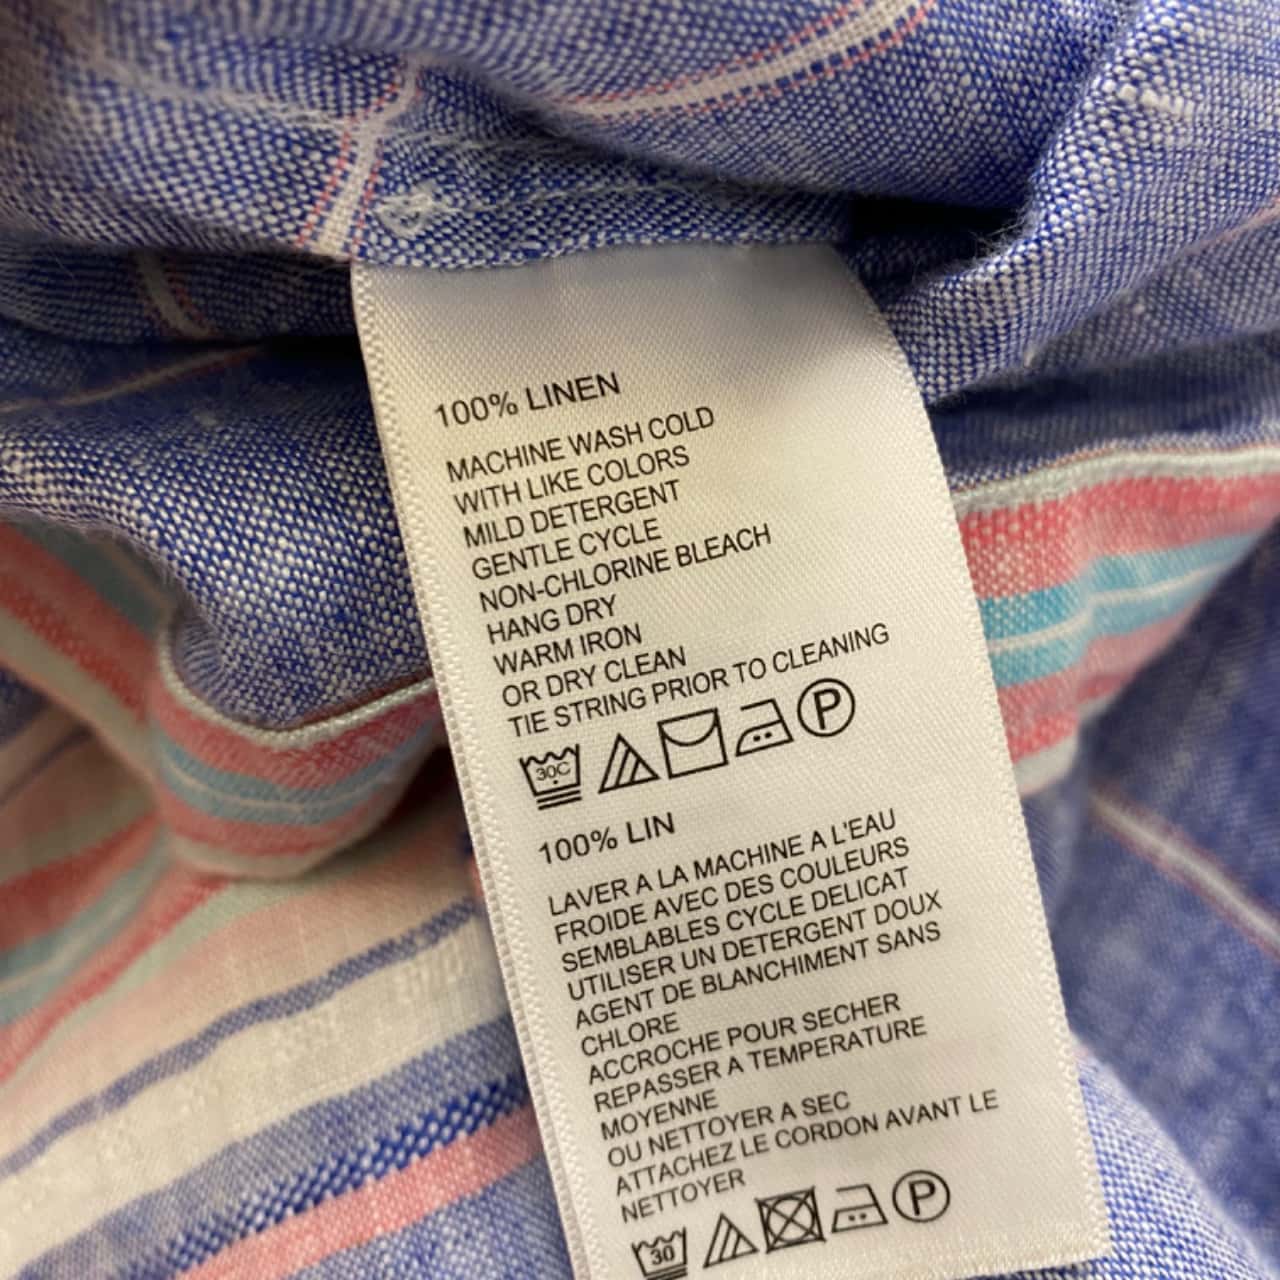 100% LINEN
MACHINE WASH COLD
WITH LIKE COLORS
MILD DETERGENT
GENTLE CYCLE
NON-CHLORINE BLEACH
HANG DRY
WARM IRON
OR DRY CLEAN
TIE STRING PRIOR TO CLEANING
30C P
100% LIN
LAVER A LA MACHINE A L'EAU
FROIDE AVEC DES COULEURS
SEMBLABLES CYCLE DELICAT
UTILISER UN DETERGENT DOUX
AGENT DE BLANCHIMENT SANS
CHLORE
ACCROCHE POUR SECHER
REPASSER A TEMPERATURE
MOYENNE
OU NETTOYER A SEC
ATTACHEZ LE CORDON AVANT LE
NETTOYER
30 P